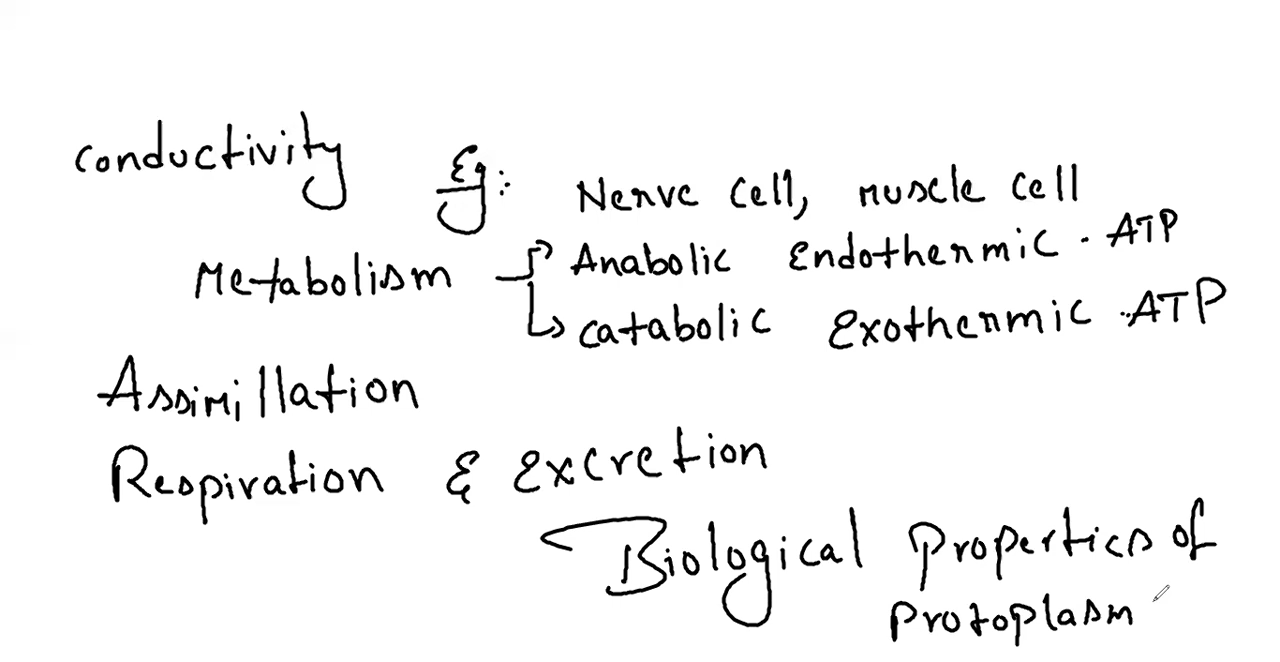 Conductivity Eg: Nerve cell, muscle cell
Metabolism Anabolic Endothermic - ATP
Catabolic Exothermic - ATP
Assimillation
Respiration & Excretion
Biological Properties of
Protoplasm